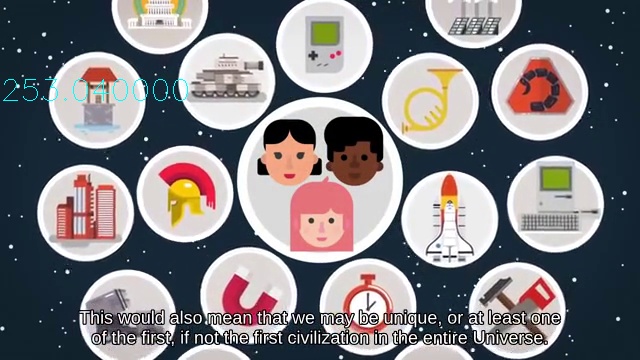 253.040000
This would also mean that we may be unique, or at least one
of the first, if not the first civilization in the entire Universe.